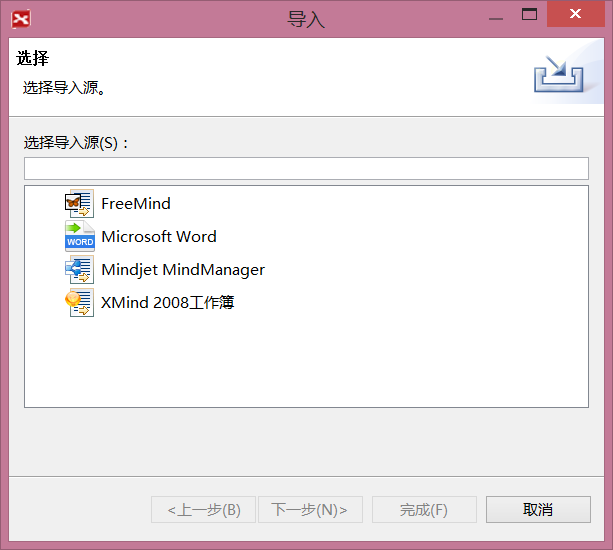 导入
选择
选择导入源。
选择导入源(S)：
FreeMind
WORD
Microsoft Word
Mindjet MindManager
XMind 2008工作簿
<上一步(B)
下一步(N)>
完成(F)
取消